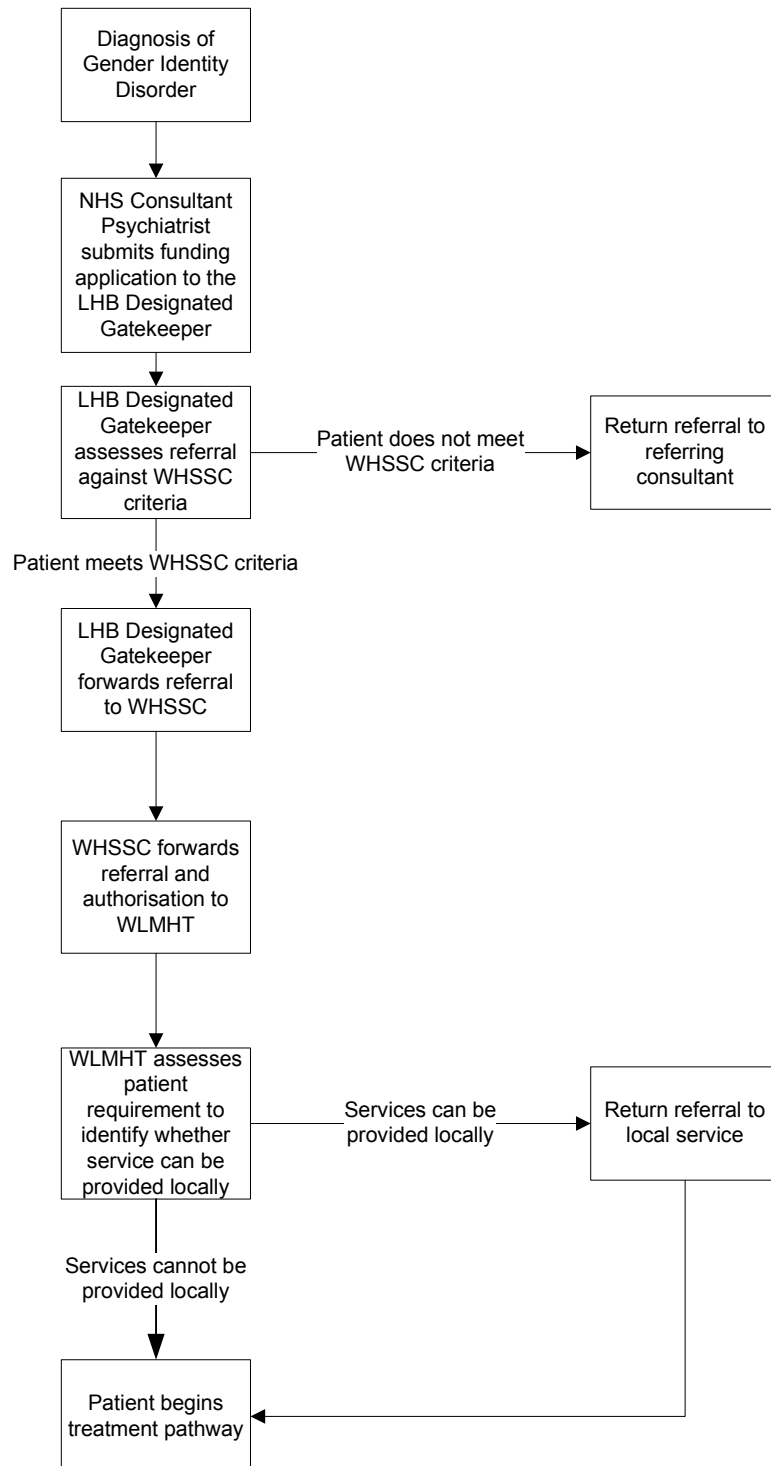 Diagnosis of
Gender Identity
Disorder
NHS Consultant
Psychiatrist
submits funding
application to the
LHB Designated
Gatekeeper
LHB Designated
Gatekeeper
assesses referral
against WHSSC
criteria
Patient does not meet
WHSSC criteria
Return referral to
referring
consultant
Patient meets WHSSC criteria
LHB Designated
Gatekeeper
forwards referral
to WHSSC
WHSSC forwards
referral and
authorisation to
WLMHT
WLMHT assesses
patient
requirement to
identify whether
service can be
provided locally
Services can be
provided locally
Return referral to
local service
Services cannot be
provided locally
Patient begins
treatment pathway